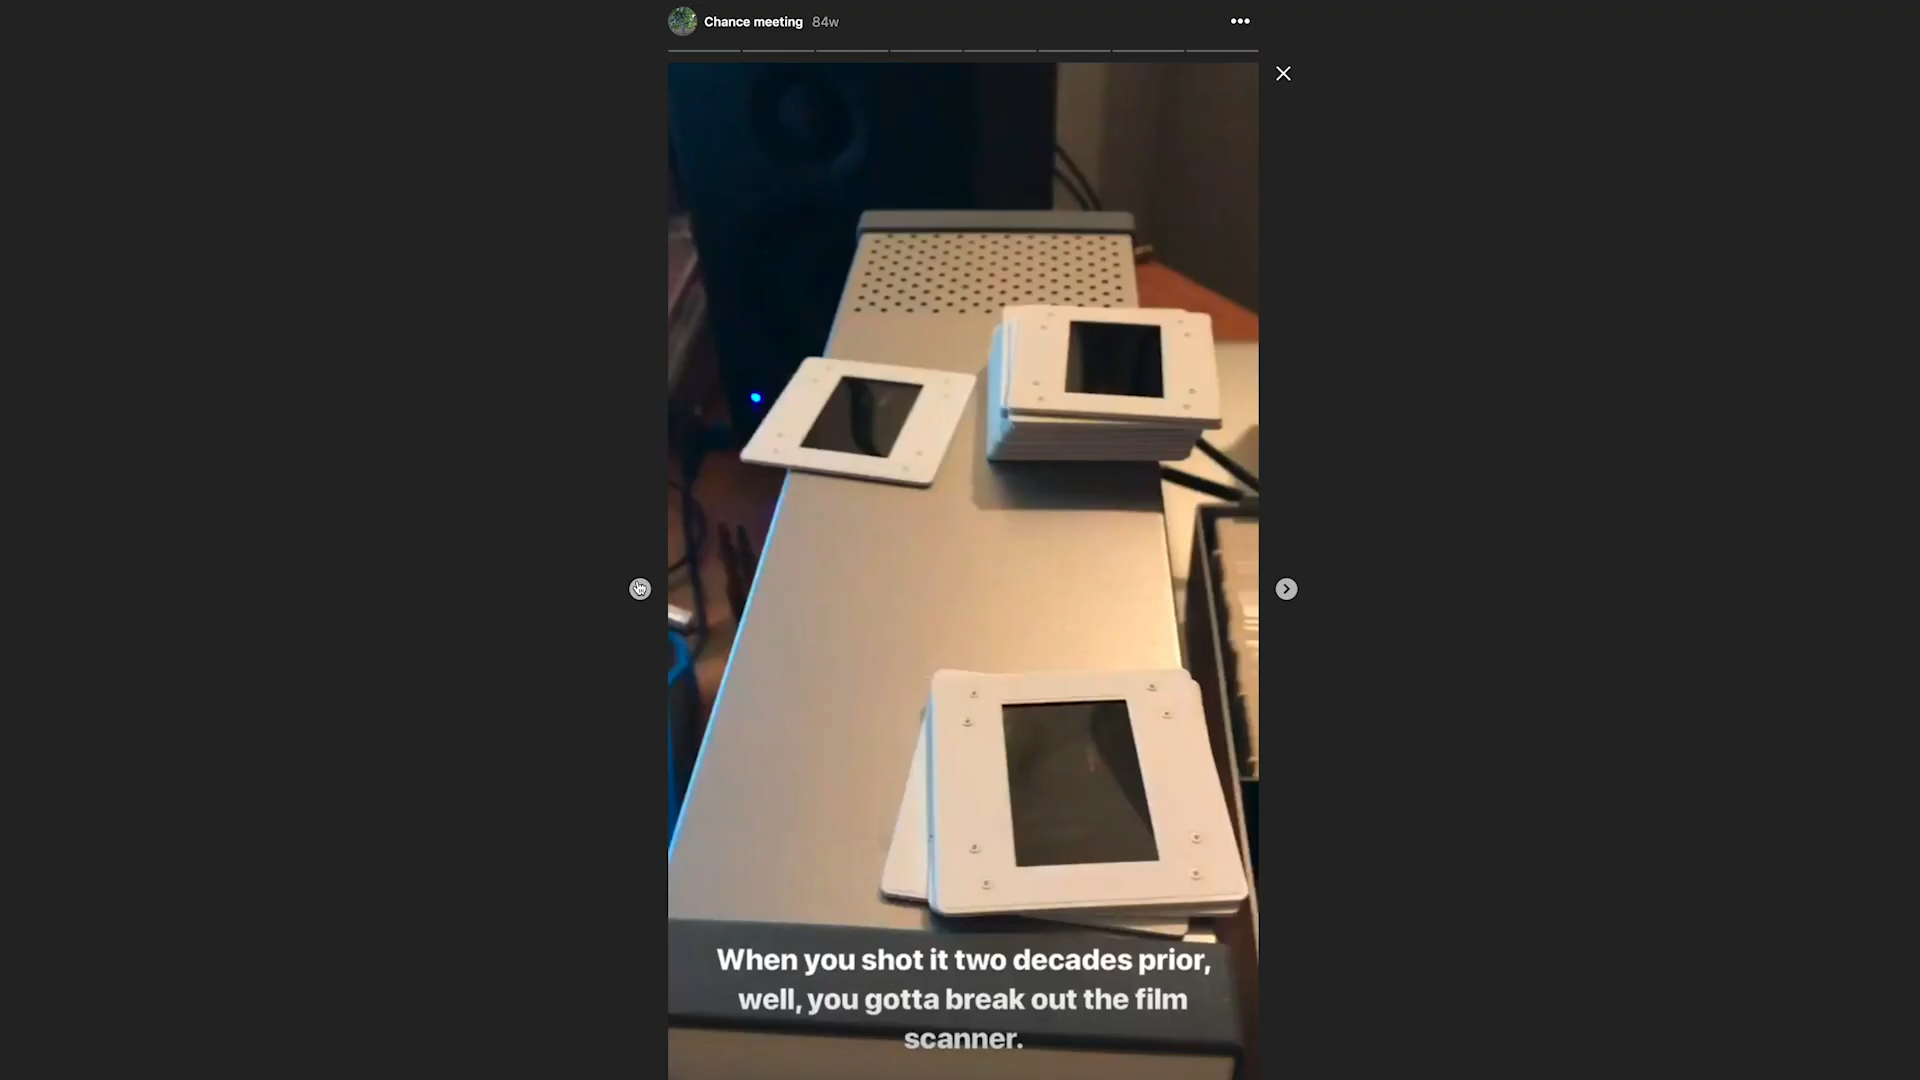 Chance meeting 84w
When you shot it two decades prior,
well, you gotta break out the film
scanner.